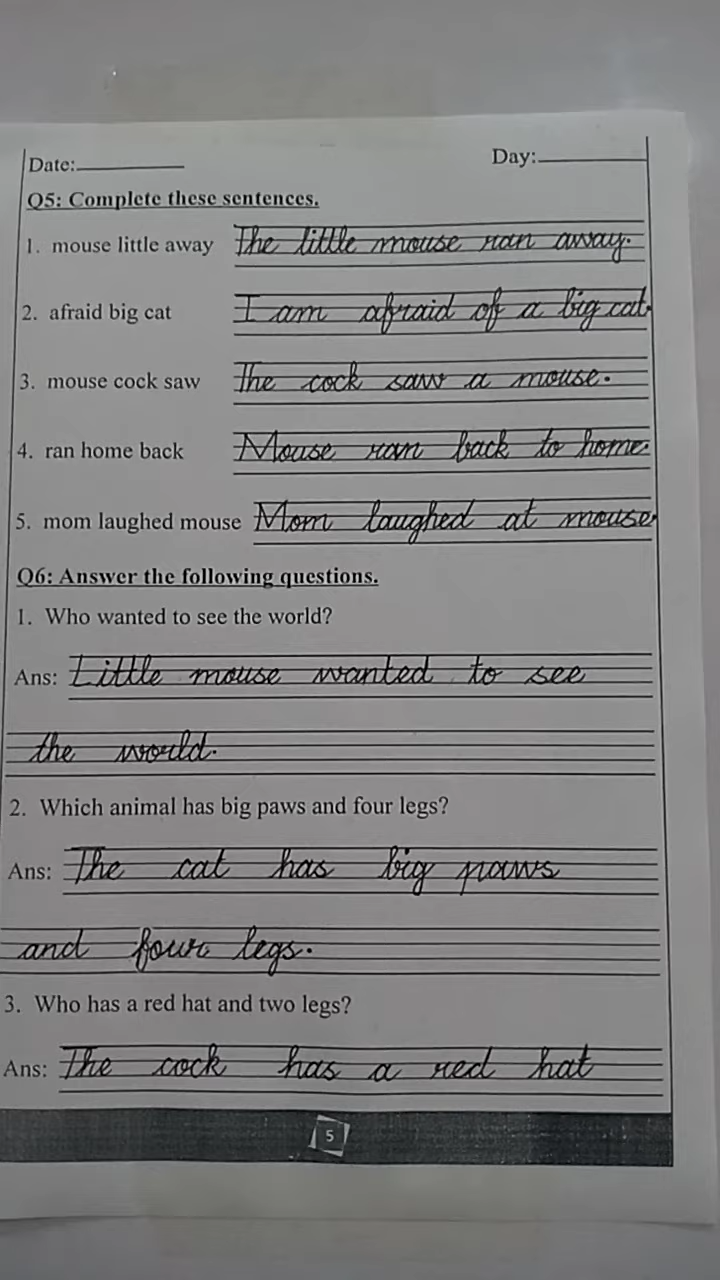 Date: Day:
Q5: Complete these sentences.
1. mouse little away The little mouse ran away.
2. afraid big cat I am afraid of a big cat.
3. mouse cock saw The cock saw a mouse.
4. ran home back Mouse ran back to home.
5. mom laughed mouse Mom laughed at mouse.
Q6: Answer the following questions.
1. Who wanted to see the world?
Ans: Little mouse wanted to see
the world.
2. Which animal has big paws and four legs?
Ans: The cat has big paws
and four legs.
3. Who has a red hat and two legs?
Ans: The cock has a red hat
5